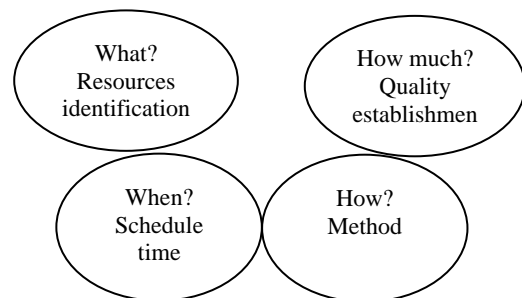 What?
Resources
identification
How much?
Quality
establishmen
When?
Schedule
time
How?
Method